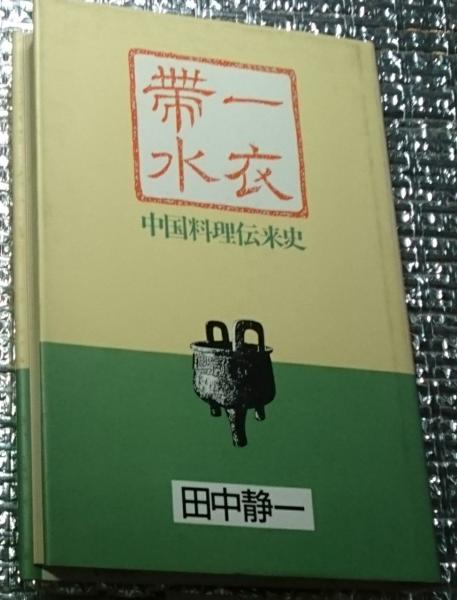 一衣
帯水
中国料理伝来史
田中静一